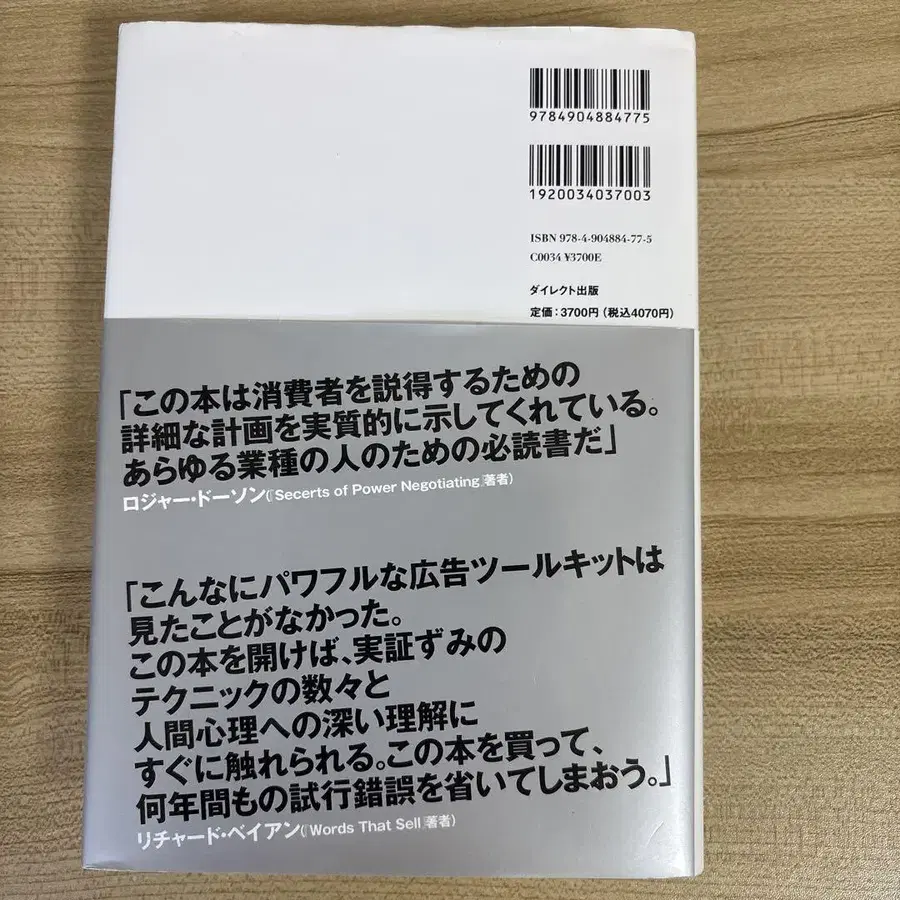 9784904884775
1920034037003
ISBN 978-4-904884-77-5
C0034 ¥3700E
ダイレクト出版
定価：3700円（税込4070円）
「この本は消費者を説得するための
詳細な計画を実質的に示してくれている。
あらゆる業種の人のための必読書だ」
ロジャー・ドーソン（『Secerts of Power Negotiating』著者）
「こんなにパワフルな広告ツールキットは
見たことがなかった。
この本を開けば、実証ずみの
テクニックの数々と
人間心理への深い理解に
すぐに触れられる。この本を買って、
何年間もの試行錯誤を省いてしまおう。」
リチャード・ベイアン（『Words That Sell』著者）